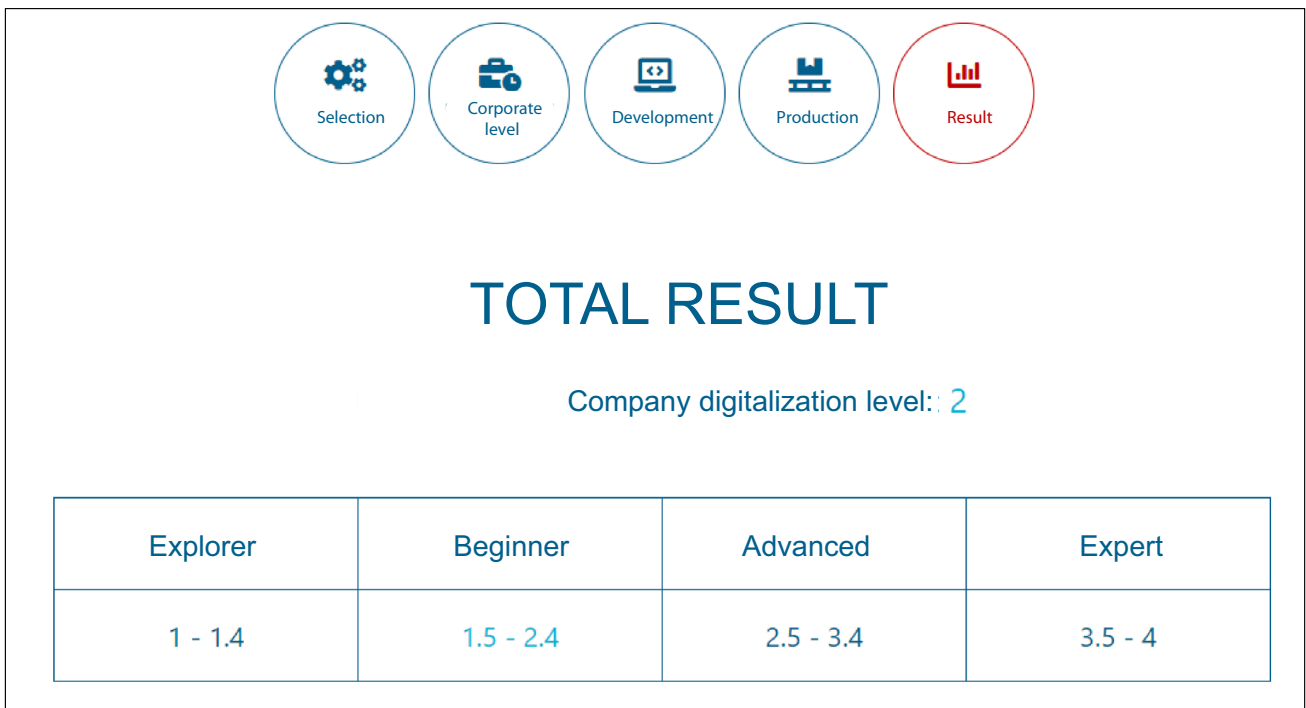 Selection
Corporate
level
Development
Production
Result
TOTAL RESULT
Company digitalization level: 2
Explorer Beginner Advanced Expert
1 - 1.4 1.5 - 2.4 2.5 - 3.4 3.5 - 4